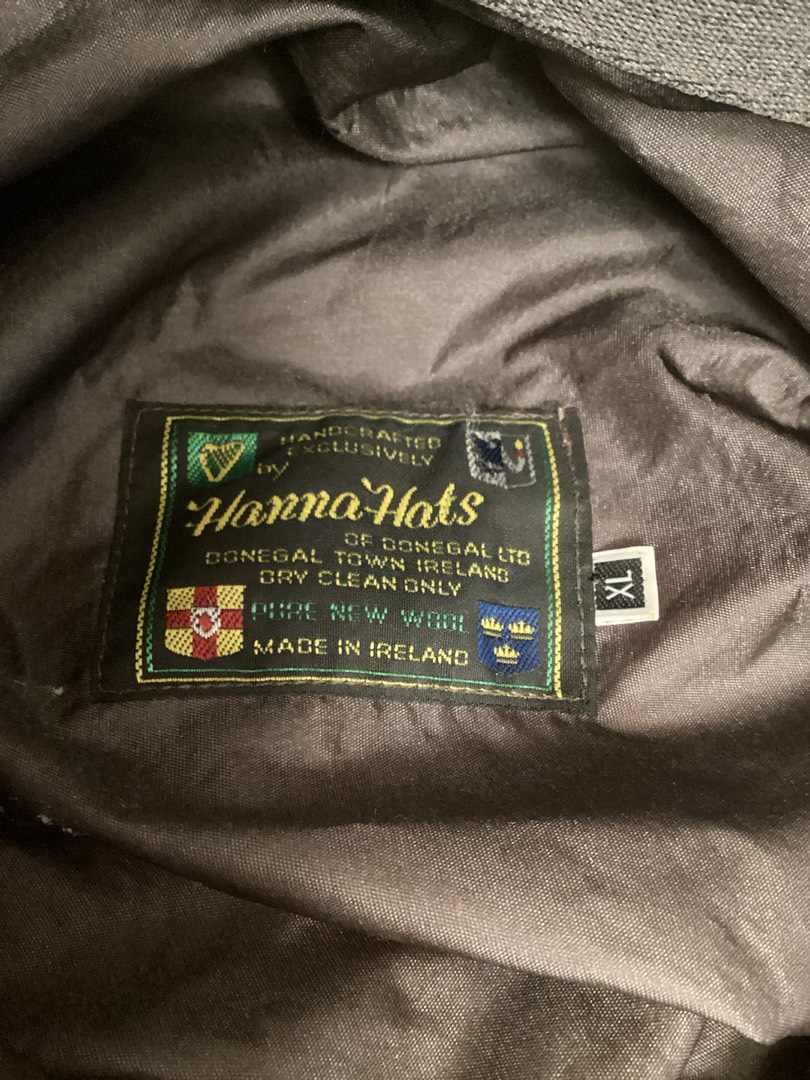 HANDCRAFTED
EXCLUSIVELY
by
Hanna Hats
OF DONEGAL LTD
DONEGAL TOWN IRELAND
DRY CLEAN ONLY
PURE NEW WOOL
MADE IN IRELAND
XL